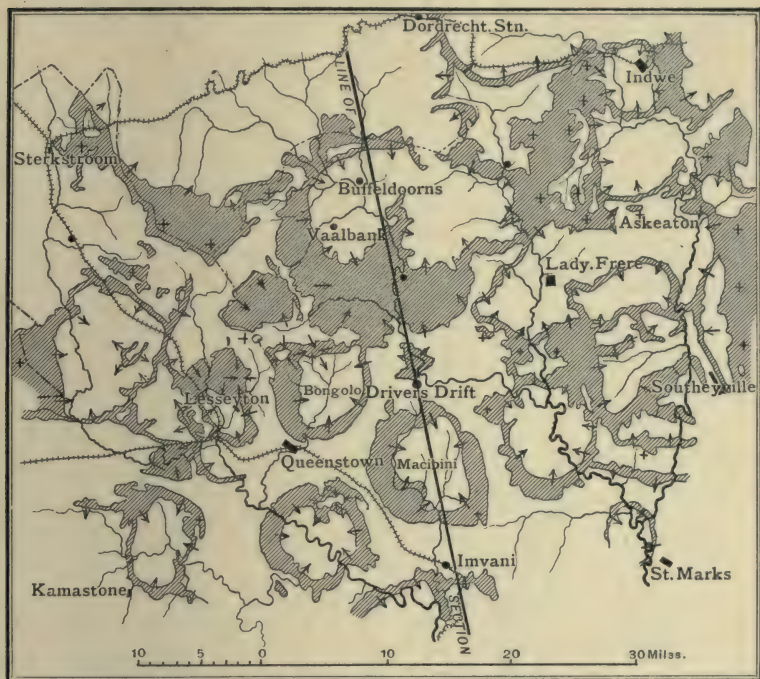 Dordrecht. Stn.
Indwe
LINE OF
Sterkstroom
Buffeldoorns
Askeaton
Vaalbank
Lady. Frere
Southeyville
Lesseyton
Bongolo
Drivers Drift
Queenstown
Macibini
Imvani
Kamastone
St. Marks
SECTION
10 5 0 10 20 30 Milss.